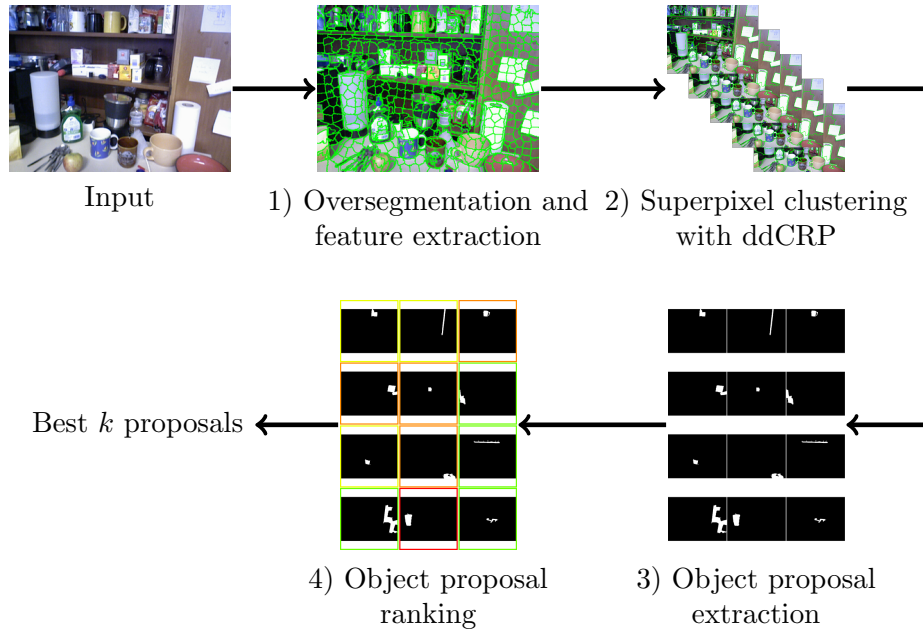 Input
1) Oversegmentation and
feature extraction
2) Superpixel clustering
with ddCRP
Best k proposals
4) Object proposal
ranking
3) Object proposal
extraction